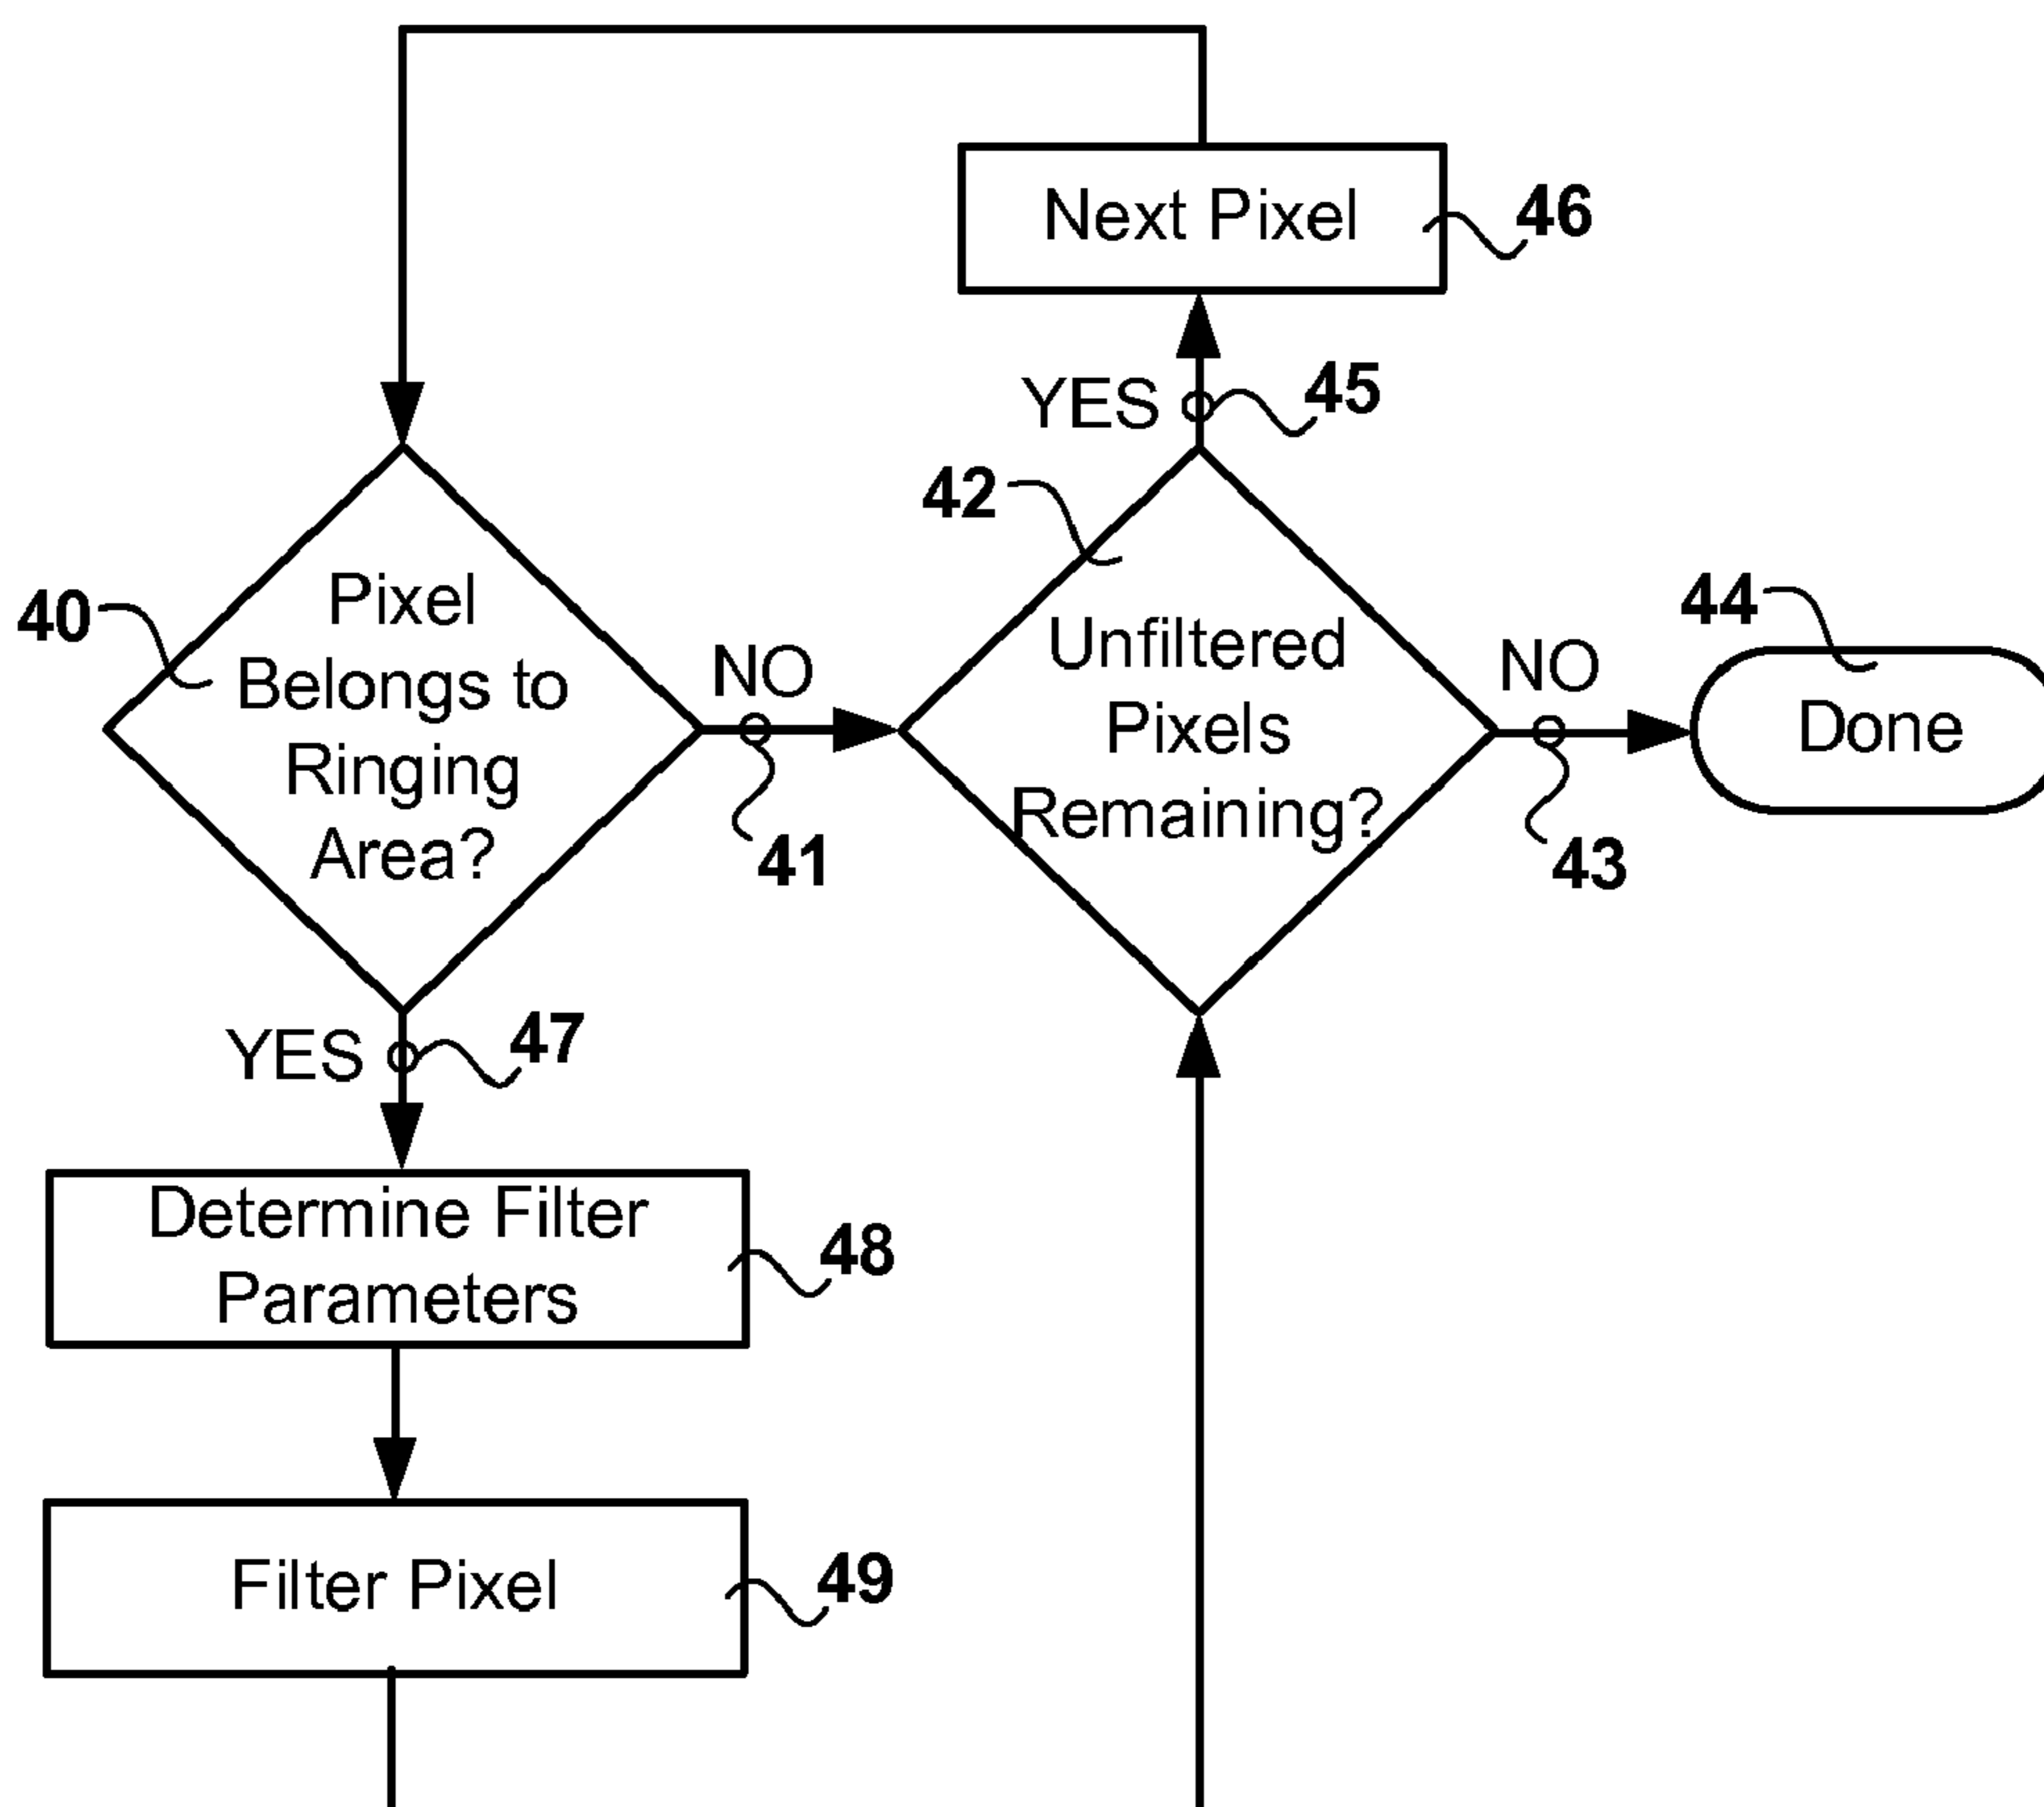 Next Pixel
46
YES
45
42
40
Pixel
Belongs to
Ringing
Area?
NO
41
Unfiltered
Pixels
Remaining?
NO
43
44
Done
YES
47
Determine Filter
Parameters
48
Filter Pixel
49